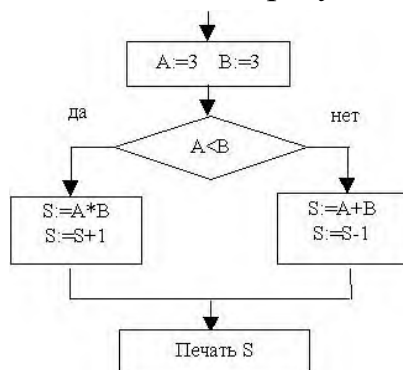 A:=3 B:=3
да
нет
A<B
S:=A*B
S:=S+1
S:=A+B
S:=S-1
Печать S